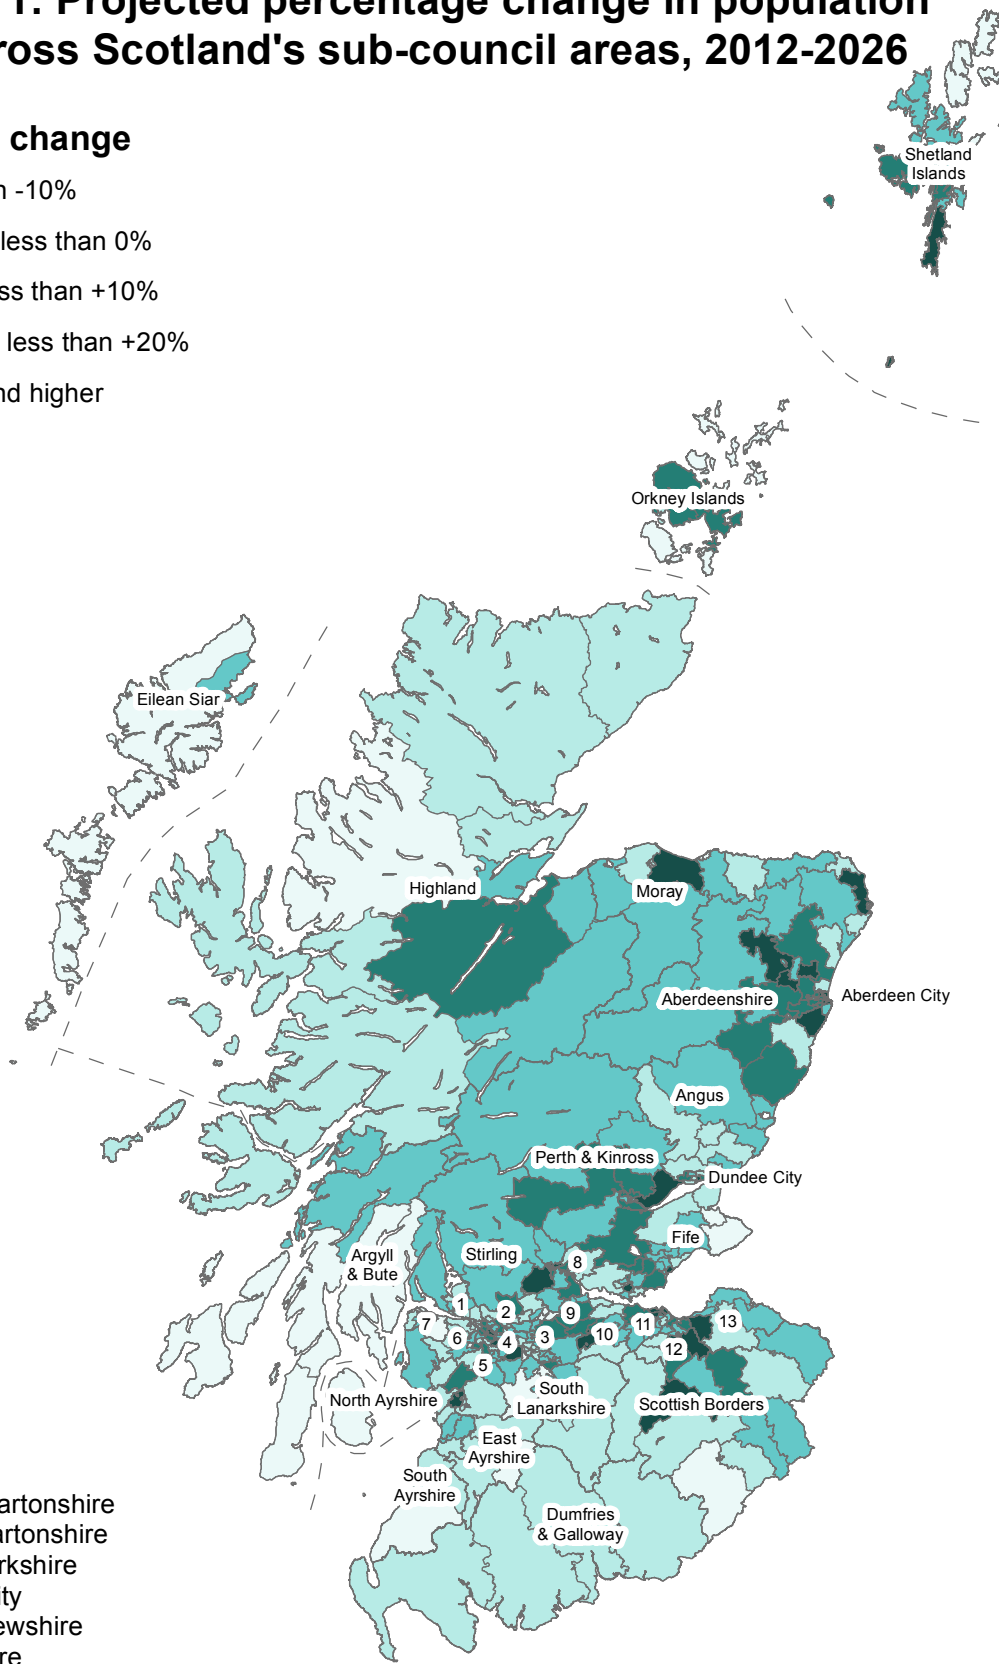 1: Projected percentage change in population
ross Scotland's sub-council areas, 2012-2026
change
n -10%
less than 0%
ss than +10%
less than +20%
nd higher
Shetland
Islands
Orkney Islands
Eilean Siar
Highland
Moray
Aberdeenshire
Aberdeen City
Angus
Perth & Kinross
Dundee City
Fife
Argyll
& Bute
Stirling
8
1
2
9
7
6
4
3
10
11
13
12
5
North Ayrshire
South
Lanarkshire
Scottish Borders
East
Ayrshire
South
Ayrshire
Dumfries
& Galloway
artonshire
artonshire
rkshire
ity
ewshire
re